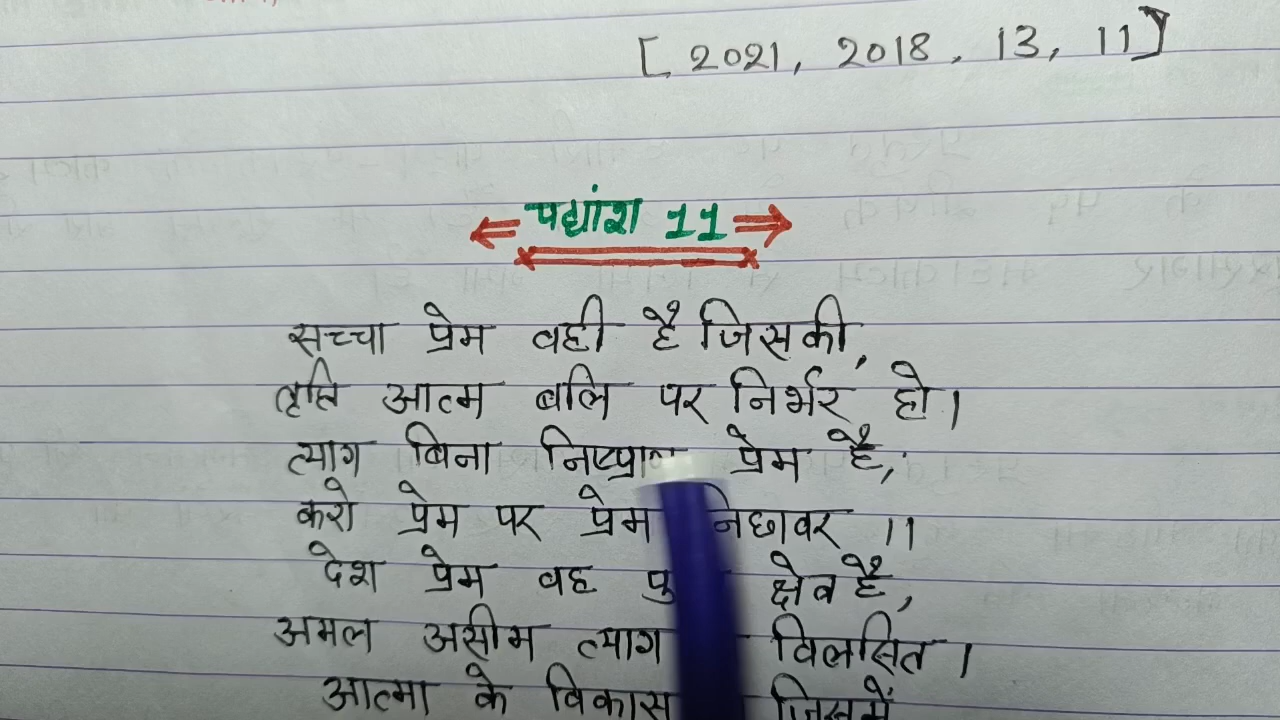 [ 2021, 2018, 13, 11 ]
पद्यांश 11
सच्चा प्रेम वही है जिसकी,
तृप्ति आत्म बलि पर निर्भर हो।
त्याग बिना निष्प्राण प्रेम है,
करो प्रेम पर प्रेम निछावर ॥
देश प्रेम वह क्षेत्र है,
अमल असीम त्याग विलसित।
आत्मा के विकास जिसमें